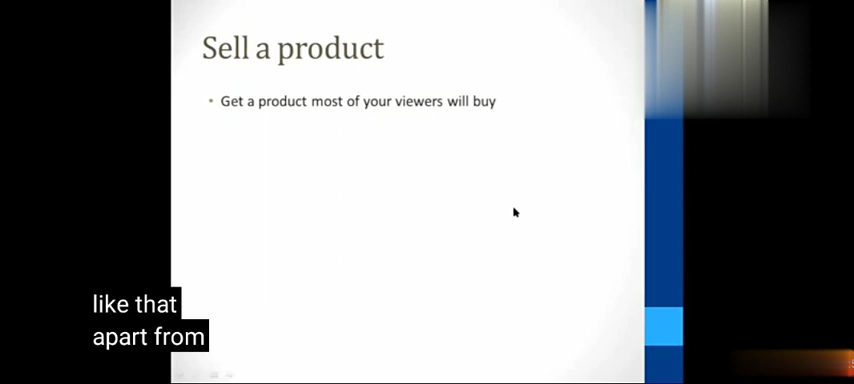 Sell a product
• Get a product most of your viewers will buy
like that
apart from